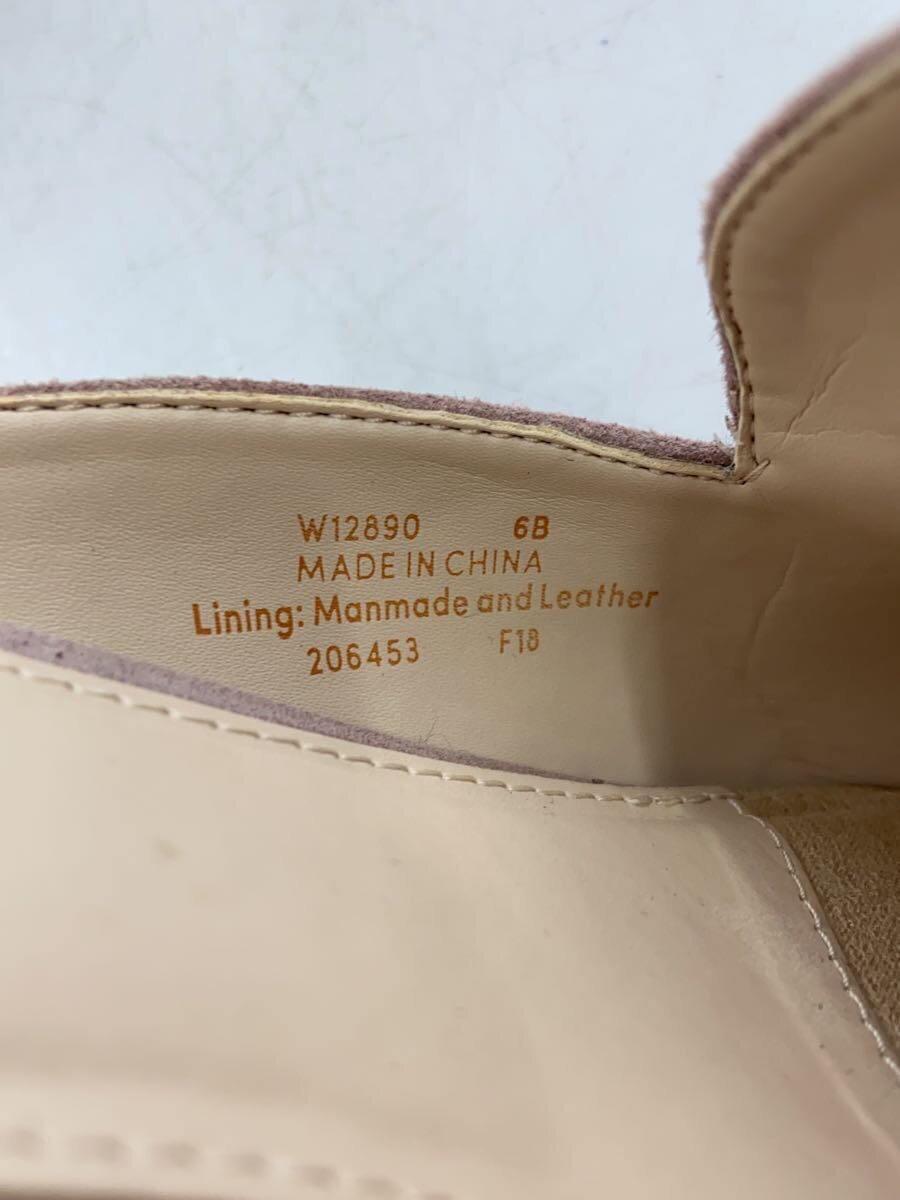 W12890 6B
MADE IN CHINA
Lining: Manmade and Leather
206453 F18